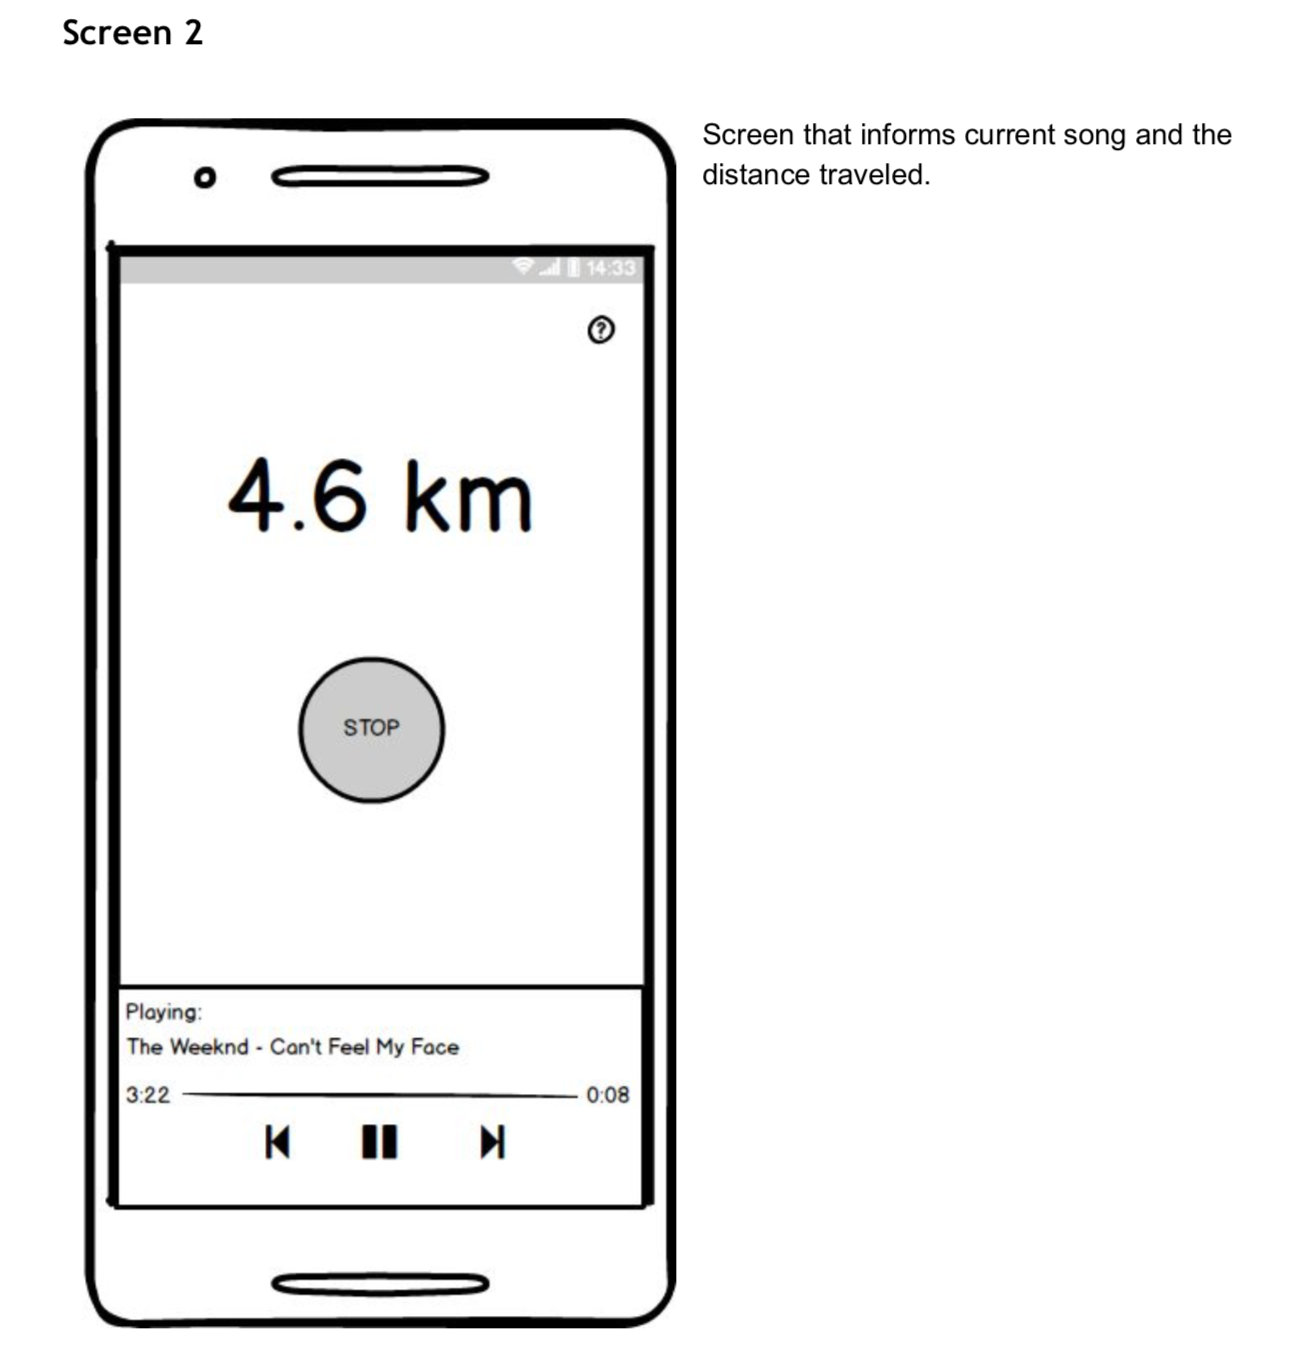 Screen 2
Screen that informs current song and the
distance traveled.
14:33
?
4.6 km
STOP
Playing:
The Weeknd - Can't Feel My Face
3:22 0:08